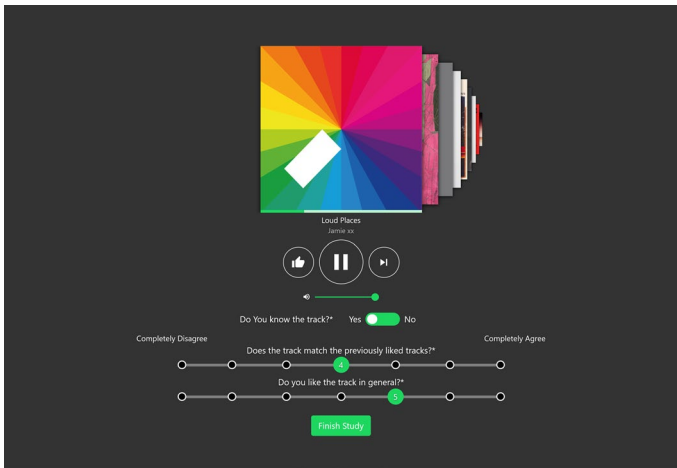 Loud Places
Jamie xx
Do You know the track?* Yes No
Completely Disagree Completely Agree
Does the track match the previously liked tracks?*
4
Do you like the track in general?*
5
Finish Study